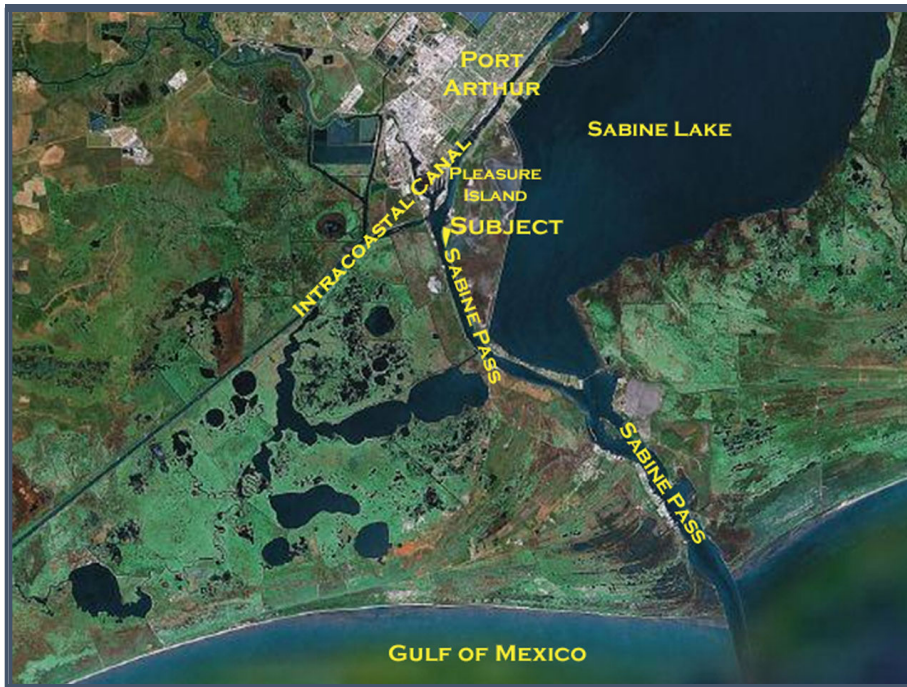 PORT
ARTHUR
SABINE LAKE
INTRACOASTAL CANAL
PLEASURE
ISLAND
SUBJECT
SABINE PASS
SABINE PASS
GULF OF MEXICO